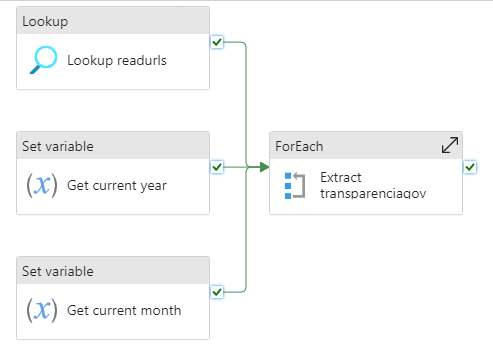 Lookup
Lookup readurls
Set variable
(x) Get current year
Set variable
(x) Get current month
ForEach
Extract
transparenciagov